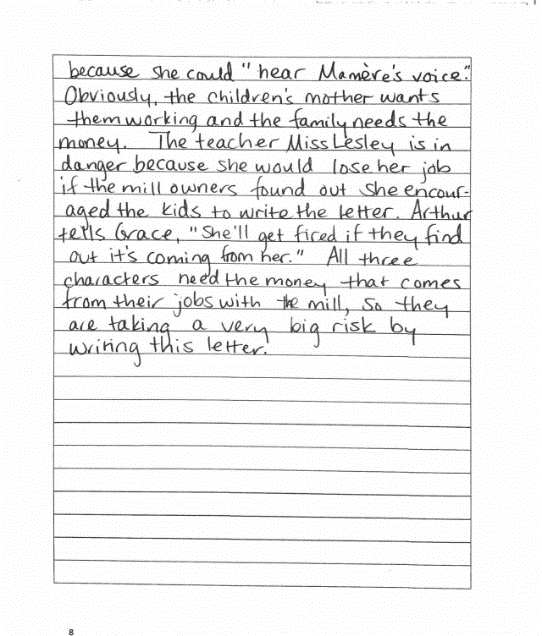 because she could "hear Mamère's voice."
Obviously, the children's mother wants
them working and the family needs the
money. The teacher Miss Lesley is in
danger because she would lose her job
if the mill owners found out she encour-
aged the kids to write the letter. Arthur
tells Grace, "She'll get fired if they find
out it's coming from her." All three
characters need the money that comes
from their jobs with the mill, so they
are taking a very big risk by
writing this letter.
8